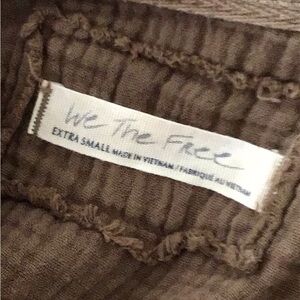 We The Free
EXTRA SMALL MADE IN VIETNAM / FABRIQUÉ AU VIETNAM